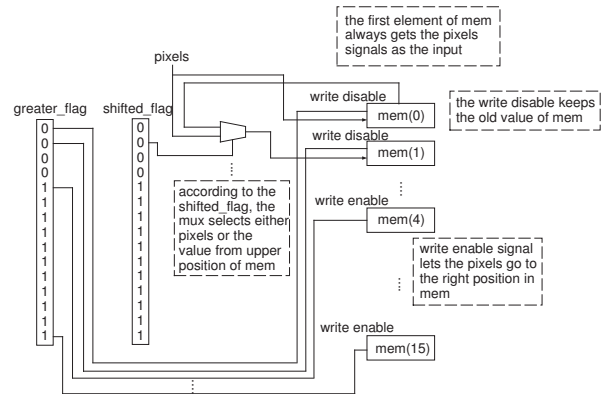 the first element of mem
always gets the pixels
signals as the input
pixels
greater_flag
shifted_flag
write disable
mem(0)
the write disable keeps
the old value of mem
write disable
mem(1)
according to the
shifted_flag, the
mux selects either
pixels or the
value from upper
position of mem
write enable
mem(4)
write enable signal
lets the pixels go to
the right position in
mem
write enable
mem(15)
0 0
0 0
0 0
0 0
1 1
1 1
1 1
1 1
1 1
1 1
1 1
1 1
1 1
1 1
1 1